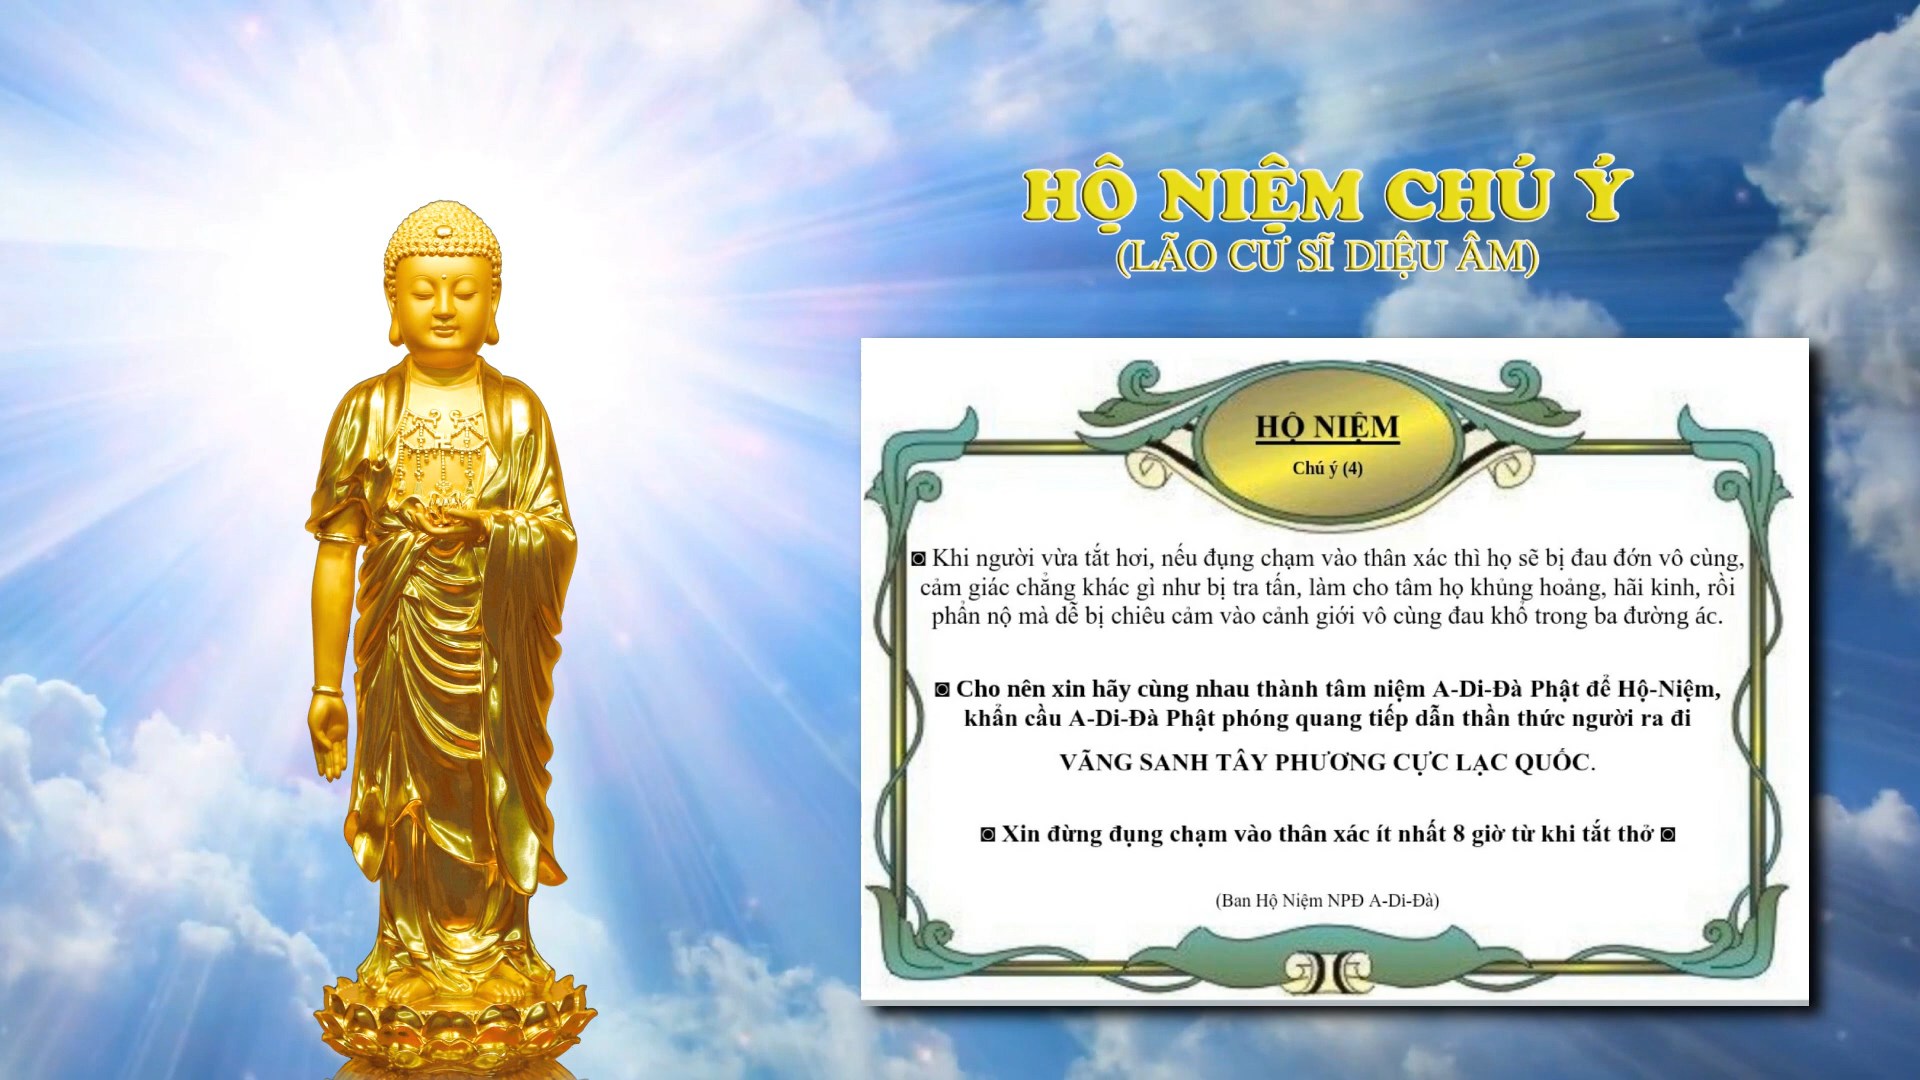 HỘ NIỆM CHÚ Ý
(LÃO CƯ SĨ DIỆU ÂM)
HỘ NIỆM
Chú ý (4)
◙ Khi người vừa tắt hơi, nếu đụng chạm vào thân xác thì họ sẽ bị đau đớn vô cùng,
cảm giác chẳng khác gì như bị tra tấn, làm cho tâm họ khủng hoảng, hãi kinh, rồi
phẫn nộ mà dễ bị chiêu cảm vào cảnh giới vô cùng đau khổ trong ba đường ác.
◙ Cho nên xin hãy cùng nhau thành tâm niệm A-Di-Đà Phật để Hộ-Niệm,
khẩn cầu A-Di-Đà Phật phóng quang tiếp dẫn thần thức người ra đi
VÃNG SANH TÂY PHƯƠNG CỰC LẠC QUỐC.
◙ Xin đừng đụng chạm vào thân xác ít nhất 8 giờ từ khi tắt thở ◙
(Ban Hộ Niệm NPĐ A-Di-Đà)